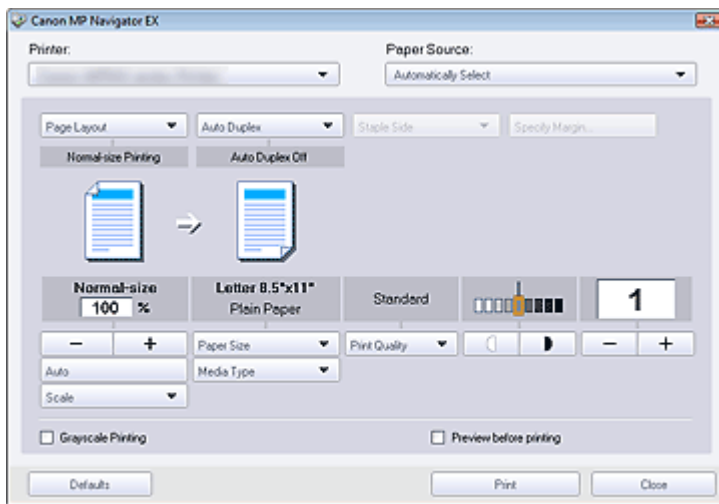 Canon MP Navigator EX
Printer:
Paper Source:
Automatically Select
Page Layout
Auto Duplex
Staple Side
Specify Margin...
Normal-size Printing
Auto Duplex Off
Normal-size
100 %
Letter 8.5"x11"
Plain Paper
Standard
1
- +
Paper Size
Print Quality
- +
Auto
Media Type
Scale
Grayscale Printing
Preview before printing
Defaults
Print
Close